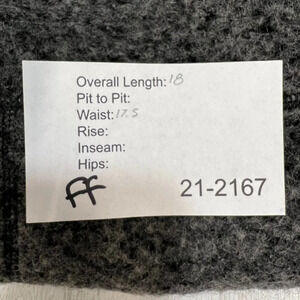 Overall Length: 18
Pit to Pit:
Waist: 17.5
Rise:
Inseam:
Hips:
FF
21-2167